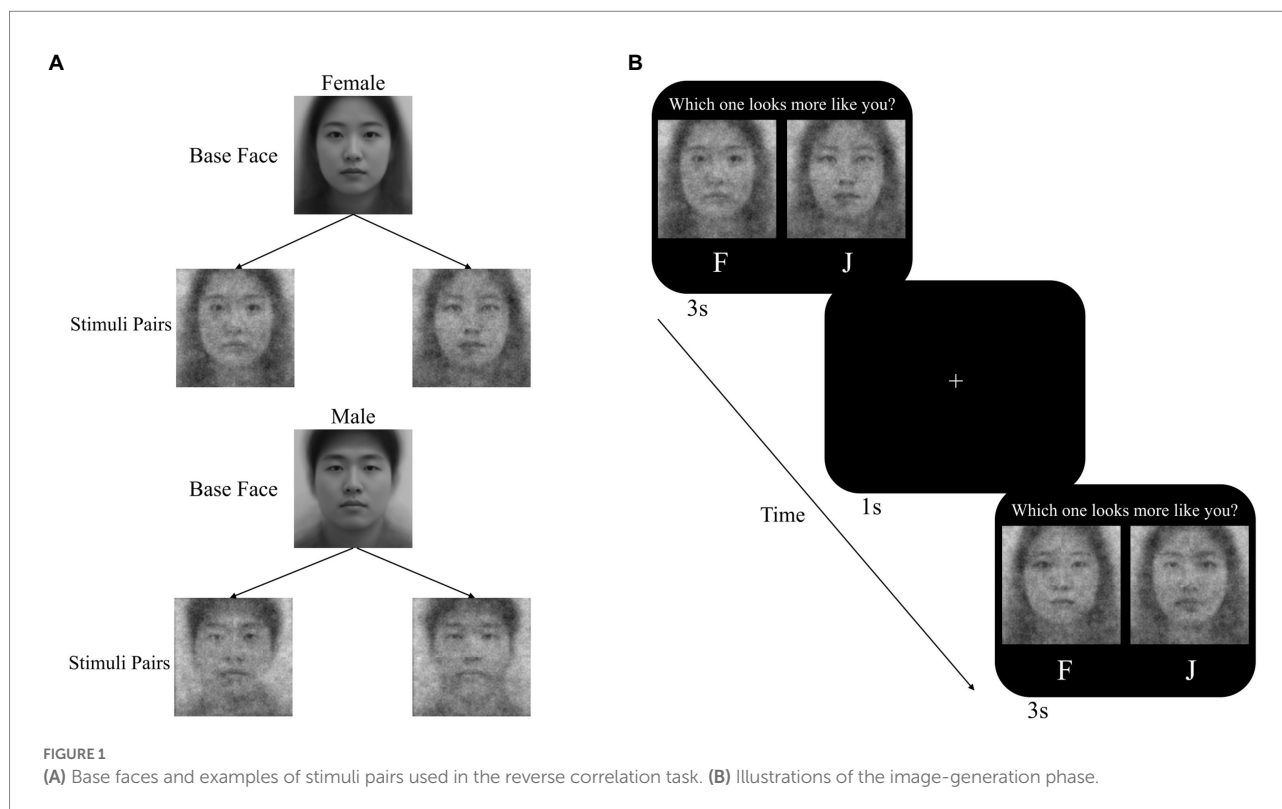 A
Female
Base Face
Stimuli Pairs
Male
Base Face
Stimuli Pairs
B
Which one looks more like you?
F J
3s
+
1s
Time
Which one looks more like you?
F J
3s
FIGURE 1
(A) Base faces and examples of stimuli pairs used in the reverse correlation task. (B) Illustrations of the image-generation phase.